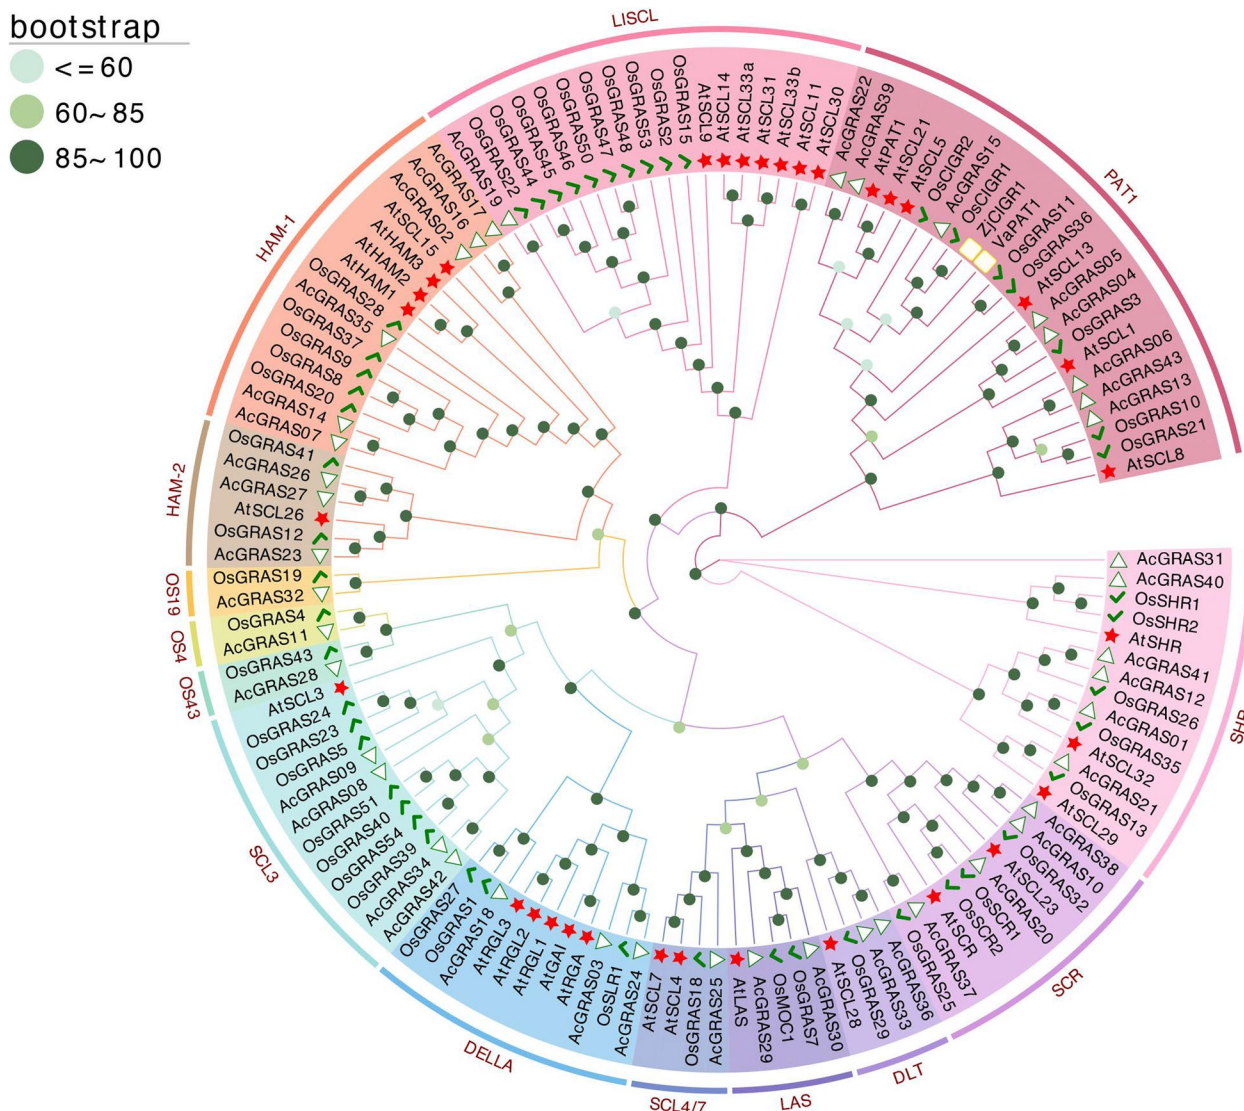 bootstrap
<=60
60~85
85~100
LISCL
PAT1
SHR
SCR
DLT
LAS
SCL4/7
DELLA
SCL3
OS43
OS4
OS19
HAM-2
HAM-1
AcGRAS19
OsGRAS22
OsGRAS44
OsGRAS45
OsGRAS46
OsGRAS50
OsGRAS47
OsGRAS48
OsGRAS53
OsGRAS2
OsGRAS15
AtSCL9
AtSCL14
AtSCL33a
AtSCL31
AtSCL33b
AtSCL11
AtSCL30
AcGRAS22
AcGRAS39
AtPAT1
AtSCL21
AtSCL5
OsCIGR2
AcGRAS15
OsCIGR1
ZjCIGR1
VaPAT1
OsGRAS11
OsGRAS36
AtSCL13
AcGRAS05
AcGRAS04
OsGRAS3
AtSCL1
AcGRAS06
AcGRAS43
AcGRAS13
OsGRAS10
OsGRAS21
AtSCL8
AcGRAS31
AcGRAS40
OsSHR1
OsSHR2
AtSHR
AcGRAS41
AcGRAS12
OsGRAS26
AcGRAS01
OsGRAS35
AtSCL32
AcGRAS21
OsGRAS13
AtSCL29
AcGRAS38
AcGRAS10
OsGRAS32
AtSCL23
AcGRAS20
OsSCR1
OsSCR2
AtSCR
AcGRAS37
OsGRAS25
AcGRAS36
AcGRAS33
OsGRAS29
AtSCL28
AcGRAS30
OsGRAS7
OsMOC1
AcGRAS29
AtLAS
AcGRAS25
OsGRAS18
AtSCL4
AtSCL7
AcGRAS24
OsSLR1
AcGRAS03
AtRGA
AtGAI
AtRGL1
AtRGL2
AtRGL3
AcGRAS18
OsGRAS1
OsGRAS27
AcGRAS42
AcGRAS34
OsGRAS39
OsGRAS54
OsGRAS40
OsGRAS51
AcGRAS08
AcGRAS09
OsGRAS5
OsGRAS23
OsGRAS24
AtSCL3
AcGRAS28
OsGRAS43
AcGRAS11
OsGRAS4
AcGRAS32
OsGRAS19
AcGRAS23
OsGRAS12
AtSCL26
AcGRAS27
AcGRAS26
OsGRAS41
AcGRAS07
AcGRAS14
OsGRAS20
OsGRAS8
OsGRAS9
OsGRAS37
AcGRAS35
OsGRAS28
AtHAM1
AtHAM2
AtHAM3
AtSCL15
AcGRAS02
AcGRAS16
AcGRAS17